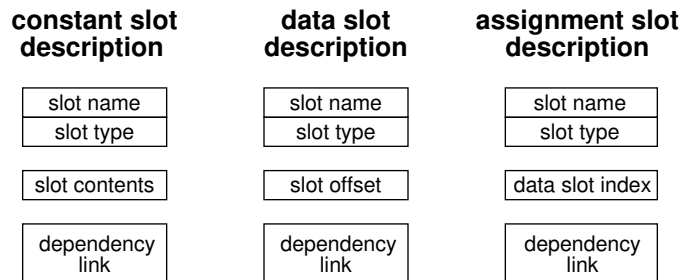 constant slot
description
slot name
slot type
slot contents
dependency
link
data slot
description
slot name
slot type
slot offset
dependency
link
assignment slot
description
slot name
slot type
data slot index
dependency
link